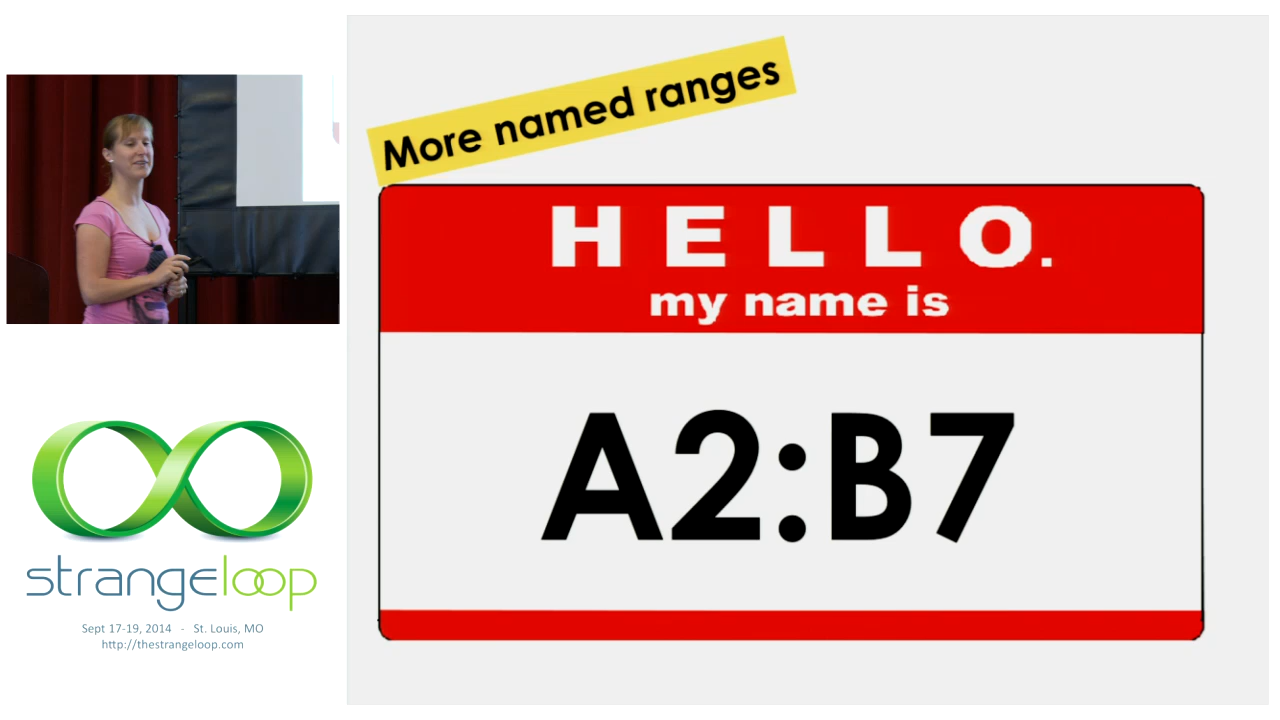 More named ranges
HELLO.
my name is
A2:B7
strangeloop
Sept 17-19, 2014 - St. Louis, MO
http://thestrangeloop.com